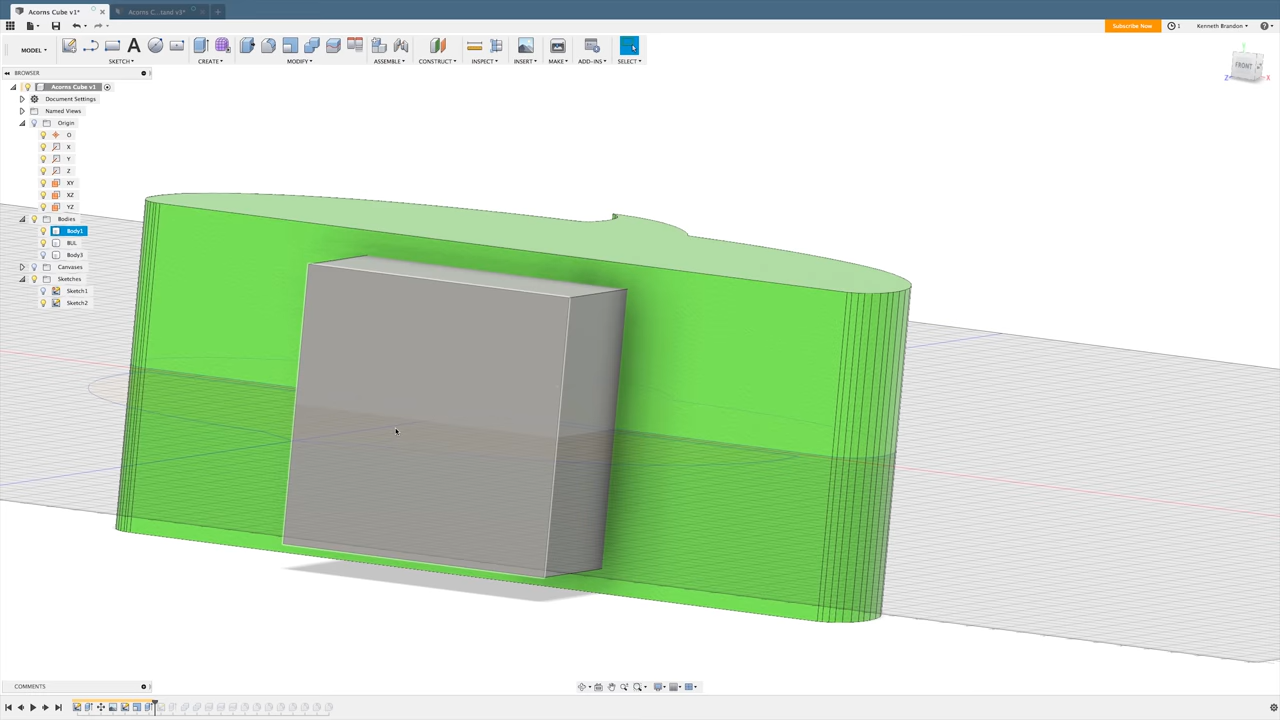 Acorns Cube v1*
Acorns C...tand v3*
Subscribe Now
1
Kenneth Brandon
MODEL
SKETCH
CREATE
MODIFY
ASSEMBLE
CONSTRUCT
INSPECT
INSERT
MAKE
ADD-INS
SELECT
BROWSER
FRONT
Z
X
Acorns Cube v1
Document Settings
Named Views
Origin
O
X
Y
Z
XY
XZ
YZ
Bodies
Body1
BUL
Body3
Canvases
Sketches
Sketch1
Sketch2
COMMENTS